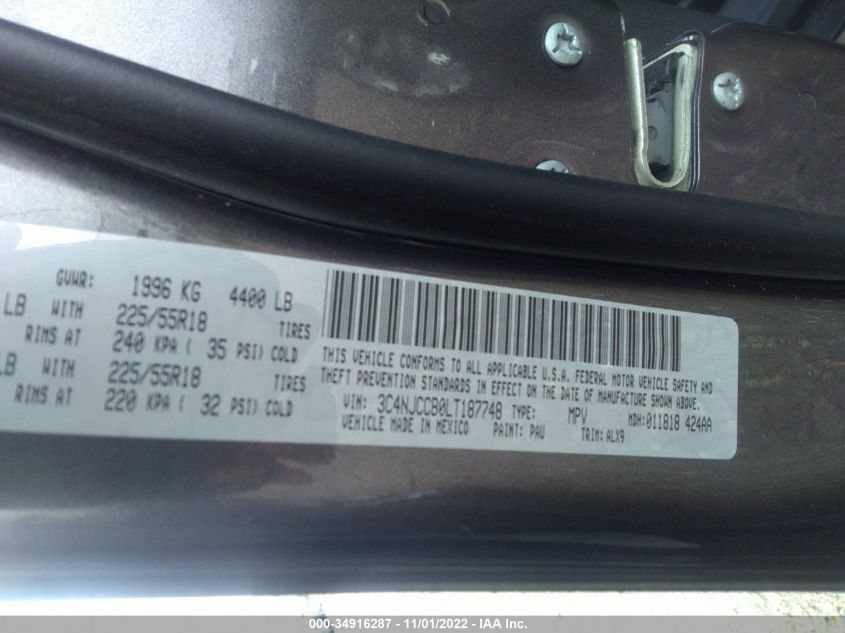 GVWR: 1996 KG 4400 LB
LB WITH 225/55R18 TIRES
RIMS AT 240 KPA ( 35 PSI) COLD
LB WITH 225/55R18 TIRES
RIMS AT 220 KPA ( 32 PSI) COLD
THIS VEHICLE CONFORMS TO ALL APPLICABLE U.S.A. FEDERAL MOTOR VEHICLE SAFETY AND
THEFT PREVENTION STANDARDS IN EFFECT ON THE DATE OF MANUFACTURE SHOWN ABOVE.
VIN: 3C4NJCCB0LT187748 TYPE: MPV MDH:011818 424AA
VEHICLE MADE IN MEXICO PAINT: PAU TRIM: ALX9
000-34916287 - 11/01/2022 - IAA Inc.